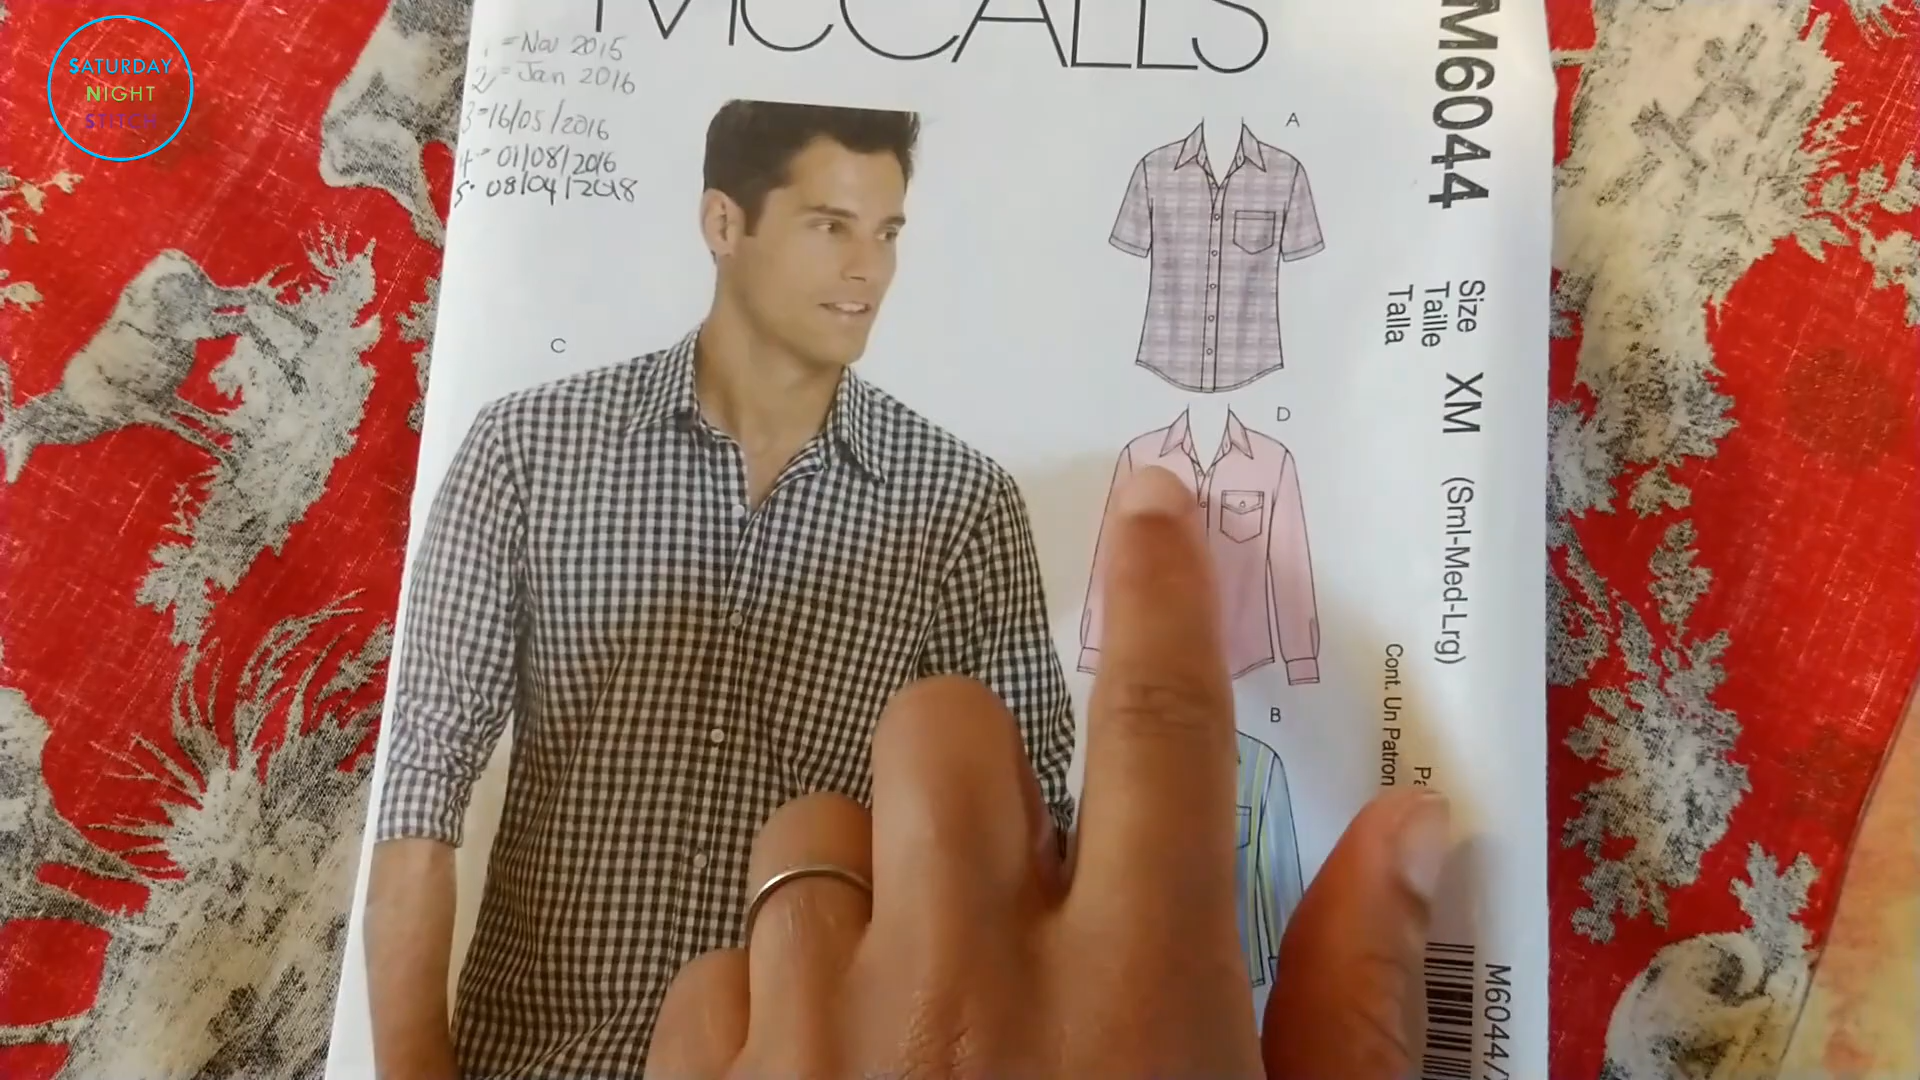 SATURDAY
NIGHT
STITCH
McCALL'S
1 = Nov 2015
2 = Jan 2016
3 = 16/05/2016
4 - 01/08/2016
5. 08/04/2018
A
C
D
B
M6044
Size XM (Sml-Med-Lrg)
Taille
Talla
Cont. Un Patron
M6044/